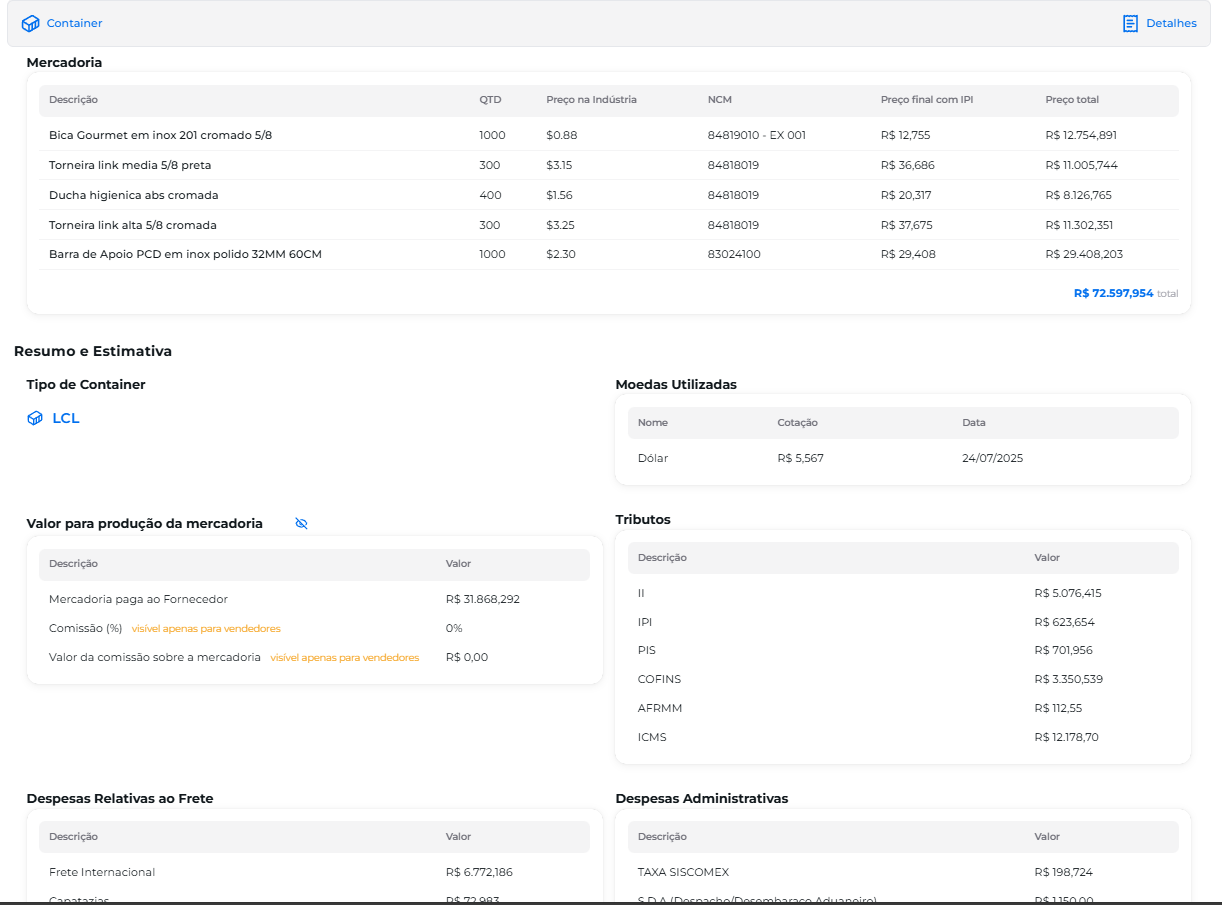 Container Detalhes
Mercadoria
Descrição QTD Preço na Indústria NCM Preço final com IPI Preço total
Bica Gourmet em inox 201 cromado 5/8 1000 $0.88 84819010 - EX 001 R$ 12,755 R$ 12.754,891
Torneira link media 5/8 preta 300 $3.15 84818019 R$ 36,686 R$ 11.005,744
Ducha higienica abs cromada 400 $1.56 84818019 R$ 20,317 R$ 8.126,765
Torneira link alta 5/8 cromada 300 $3.25 84818019 R$ 37,675 R$ 11.302,351
Barra de Apoio PCD em inox polido 32MM 60CM 1000 $2.30 83024100 R$ 29,408 R$ 29.408,203
R$ 72.597,954 total
Resumo e Estimativa
Tipo de Container
LCL
Moedas Utilizadas
Nome Cotação Data
Dólar R$ 5,567 24/07/2025
Valor para produção da mercadoria
Descrição Valor
Mercadoria paga ao Fornecedor R$ 31.868,292
Comissão (%) visível apenas para vendedores 0%
Valor da comissão sobre a mercadoria visível apenas para vendedores R$ 0,00
Tributos
Descrição Valor
II R$ 5.076,415
IPI R$ 623,654
PIS R$ 701,956
COFINS R$ 3.350,539
AFRMM R$ 112,55
ICMS R$ 12.178,70
Despesas Relativas ao Frete
Descrição Valor
Frete Internacional R$ 6.772,186
Capatazias R$ 72,983
Despesas Administrativas
Descrição Valor
TAXA SISCOMEX R$ 198,724
S.D.A (Despacho/Desembaraço Aduaneiro) R$ 1.150,00